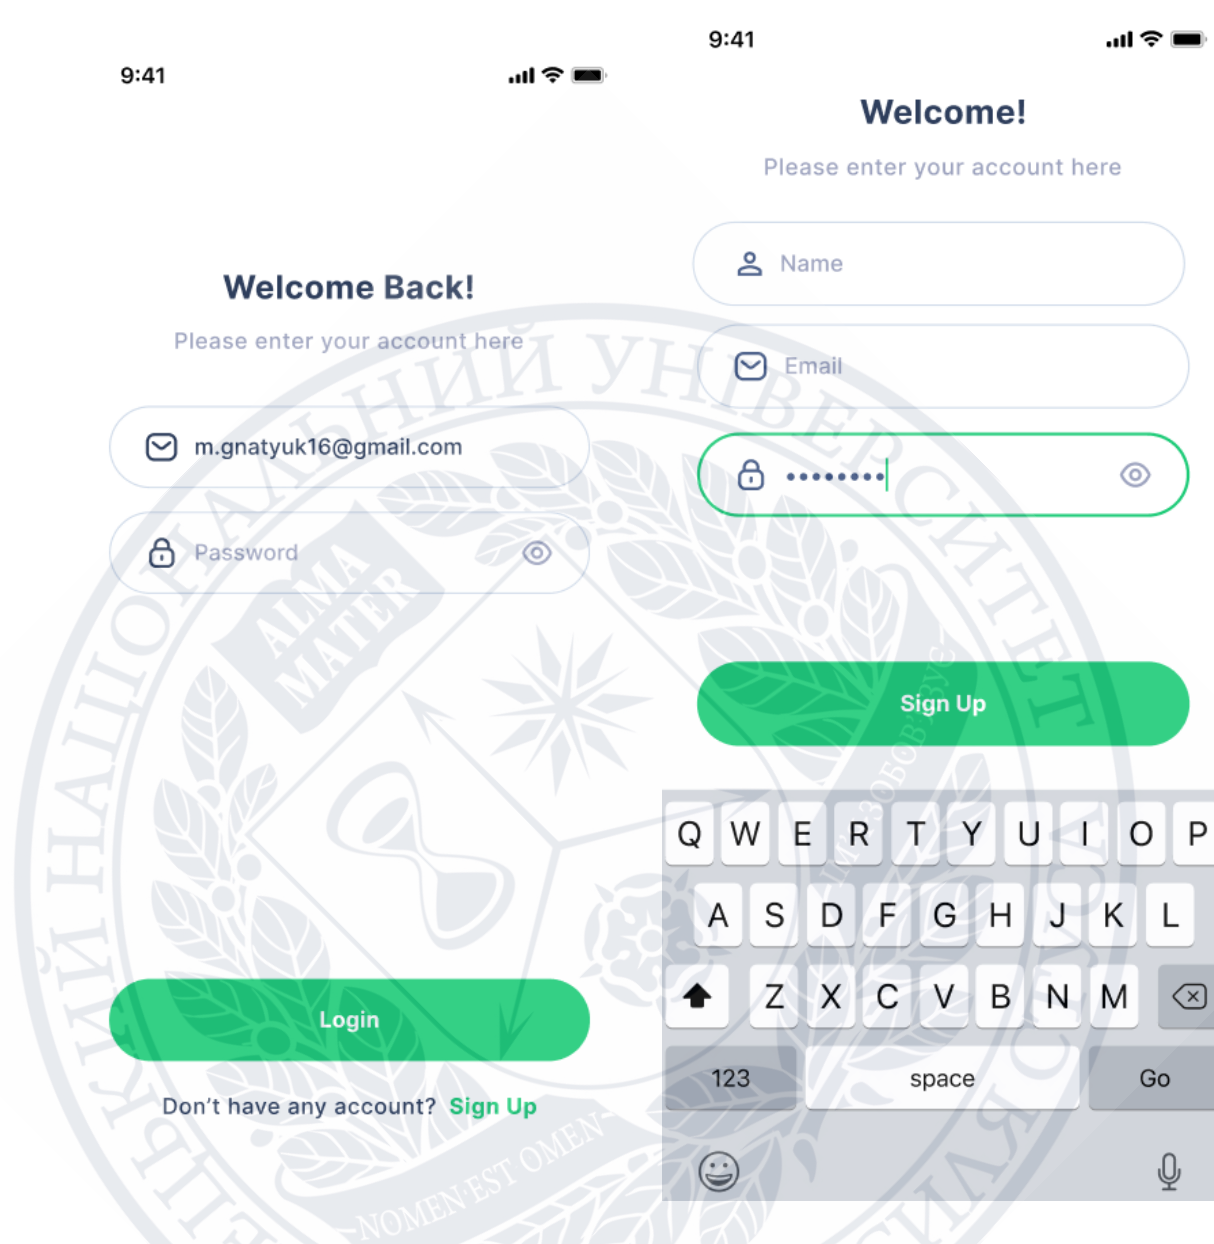 9:41
Welcome Back!
Please enter your account here
m.gnatyuk16@gmail.com
Password
Login
Don't have any account? Sign Up
9:41
Welcome!
Please enter your account here
Name
Email
••••••••
Sign Up
Q W E R T Y U I O P
A S D F G H J K L
Z X C V B N M
123 space Go
НАЦІОНАЛЬНИЙ УНІВЕРСИТЕТ
ALMA
MATER
NOMEN EST OMEN